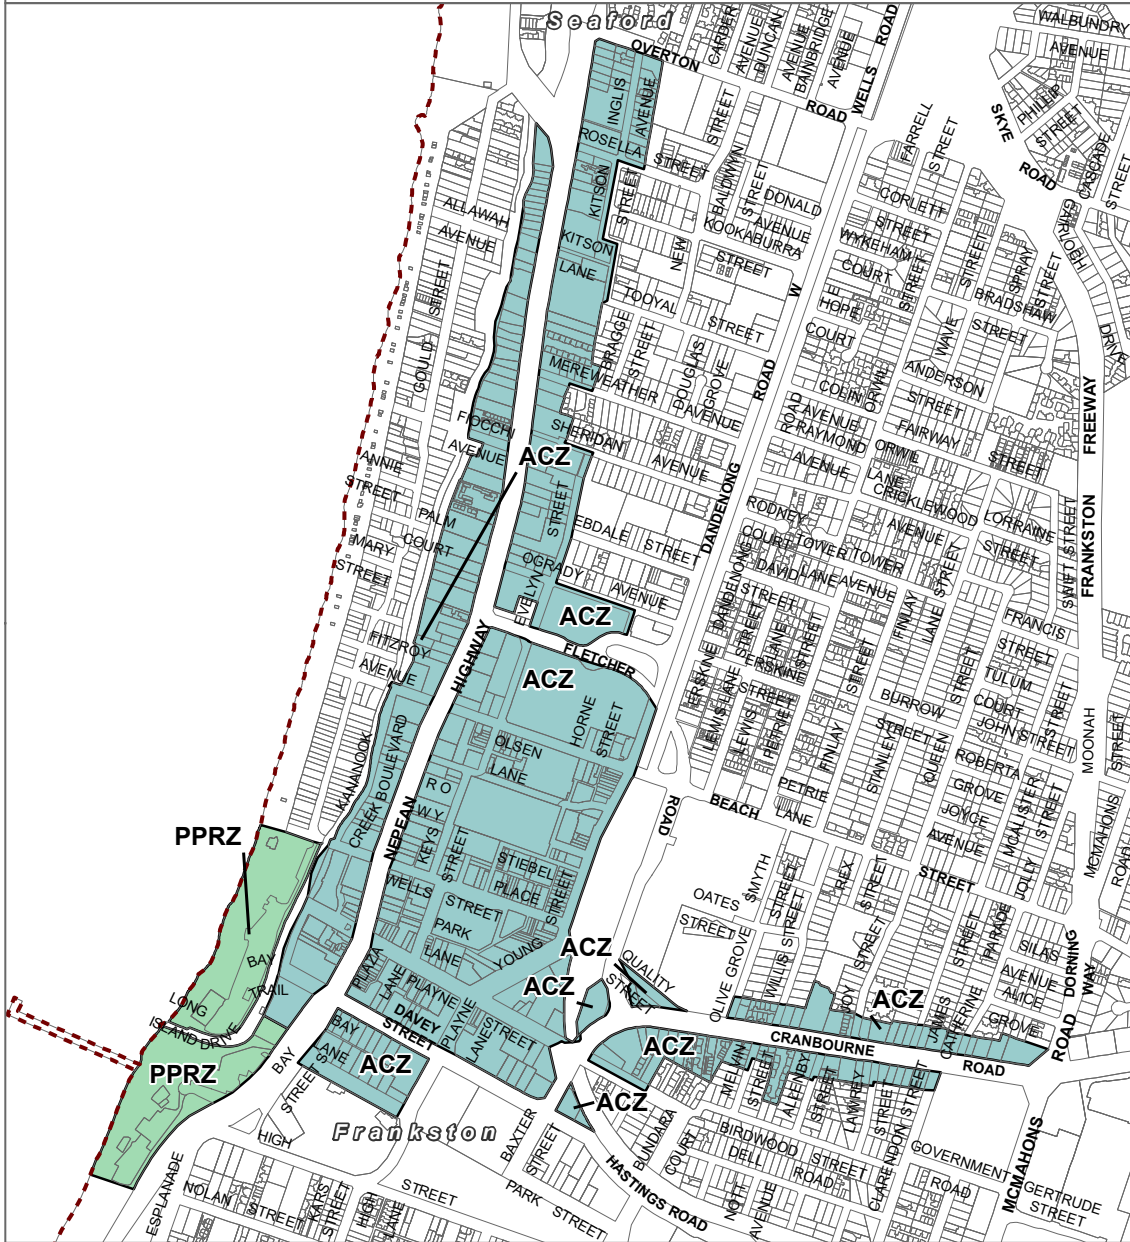 Seaford
OVERTON
ROAD
CARDER
AVENUE
DUNCAN
AVENUE
BAINBRIDGE
AVENUE
WELLS ROAD
WALBUNDRY
AVENUE
PHILLIP
STREET
SKYE
ROAD
CASCADE
STREET
GAIRLOCH
DRIVE
INGLIS
AVENUE
ROSELLA
STREET
KITSON
STREET
KITSON
LANE
STREET
BALDWYN
STREET
DONALD
AVENUE
KOOKABURRA
STREET
NEW
TOOYAL
STREET
FARRELL
STREET
CORLETT
STREET
WYKEHAM
COURT
STREET
STREET
SPRAY
STREET
BRADSHAW
STREET
HOPE
COURT
W
E
WAVE
ALLAWAH
AVENUE
GOULD
STREET
BRAGGE
STREET
MEREWEATHER
AVENUE
DOUGLAS
GROVE
DANDENONG
ROAD
W
COLIN
AVENUE
ROAD
RAYMOND
AVENUE
ORWIL
ANDERSON
STREET
FAIRWAY
STREET
ORWIL
LANE
CRICKLEWOOD
AVENUE
LORRAINE
STREET
FRANKSTON
FREEWAY
SWIFT STREET
FIOCCHI
AVENUE
SHERIDAN
AVENUE
ACZ
ANNIE
STREET
PALM
COURT
MARY
STREET
STREET
EBDALE
STREET
OGRADY
AVENUE
EVELYN
RODNEY
COURT
TOWER
LANE
TOWER
AVENUE
DAVID
STREET
DANDENONG
STREET
LANE
STREET
ERSKINE
ERSKINE
STREET
FINLAY
LANE
STREET
FRANCIS
STREET
ACZ
FLETCHER
ACZ
FITZROY
AVENUE
HIGHWAY
HORNE
STREET
OLSEN
LANE
LEWIS
LANE
LEWIS
PETRIE
FINLAY
STREET
STANLEY
BURROW
STREET
QUEEN
STREET
TULUM
COURT
JOHN STREET
STREET
MOONAH
STREET
ROBERTA
GROVE
JOYCE
AVENUE
MCALISTER
STREET
MCMAHONS
ROAD
KANANOOK
CREEK BOULEVARD
NEPEAN
R O
W Y
KEYS
STREET
STIEBEL
PLACE
WELLS
STREET
PARK
LANE
YOUNG
STREET
ROAD
BEACH
STREET
PETRIE
LANE
PPRZ
OATES
STREET
SMYTH
STREET
OLIVE GROVE
WILLIS STREET
REX
STREET
JOY
STREET
JOLLY
PARADE
STREET
SILAS
AVENUE
ALICE
GROVE
DORNING
WAY
BAY
TRAIL
LONG
ISLAND DRIVE
PLAZA
LANE
PLAYNE
STREET
PLAYNE
LANE
DAVEY
STREET
ACZ
QUALITY
STREET
ACZ
ACZ
JAMES
CATHERINE
CRANBOURNE
ROAD
ROAD
ACZ
BAY
LANE
ACZ
PPRZ
BAY
STREET
ST
ACZ
MELVIN
STREET
ALLENBY
STREET
LAWREY
STREET
CLARENDON STREET
Frankston
HIGH
STREET
BAXTER
STREET
BUNDARA
COURT
BIRDWOOD
STREET
DELL
ROAD
GOVERNMENT
ROAD
MCMAHONS
GERTRUDE
STREET
HASTINGS ROAD
NOTT
AVENUE
PARK
STREET
ESPLANADE
NOLAN
STREET
KARS
STREET
HIGH
LANE